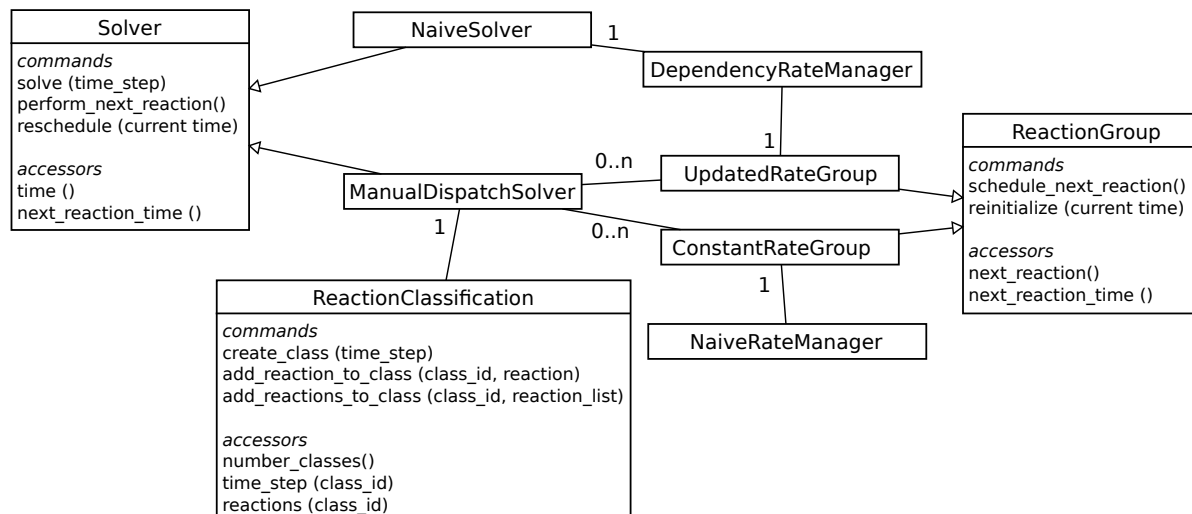 Solver
commands
solve (time_step)
perform_next_reaction()
reschedule (current time)
accessors
time ()
next_reaction_time ()
NaiveSolver
1
DependencyRateManager
1
0..n
UpdatedRateGroup
ManualDispatchSolver
1
0..n
ConstantRateGroup
1
NaiveRateManager
ReactionGroup
commands
schedule_next_reaction()
reinitialize (current time)
accessors
next_reaction()
next_reaction_time ()
ReactionClassification
commands
create_class (time_step)
add_reaction_to_class (class_id, reaction)
add_reactions_to_class (class_id, reaction_list)
accessors
number_classes()
time_step (class_id)
reactions (class_id)